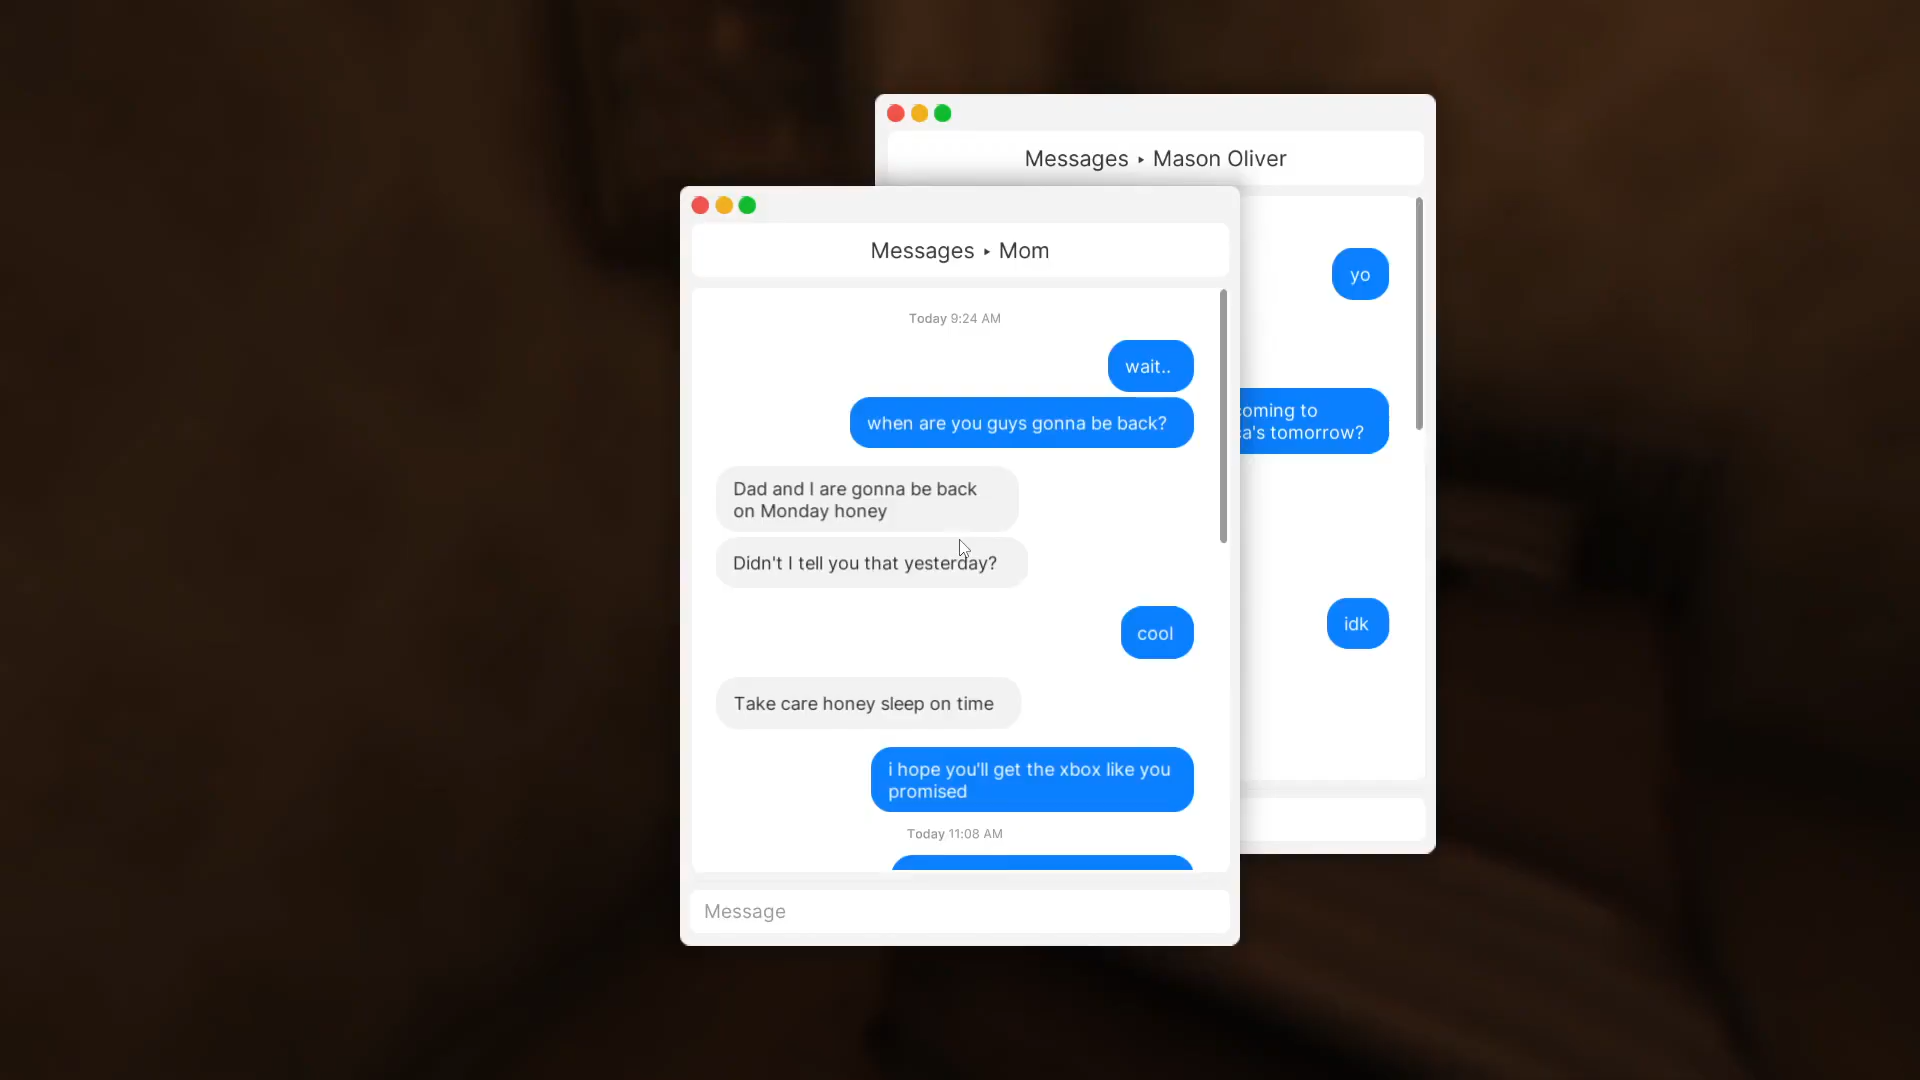 Messages ▸ Mason Oliver
yo
coming to
a's tomorrow?
idk
Messages ▸ Mom
Today 9:24 AM
wait..
when are you guys gonna be back?
Dad and I are gonna be back
on Monday honey
Didn't I tell you that yesterday?
cool
Take care honey sleep on time
i hope you'll get the xbox like you
promised
Today 11:08 AM
Message